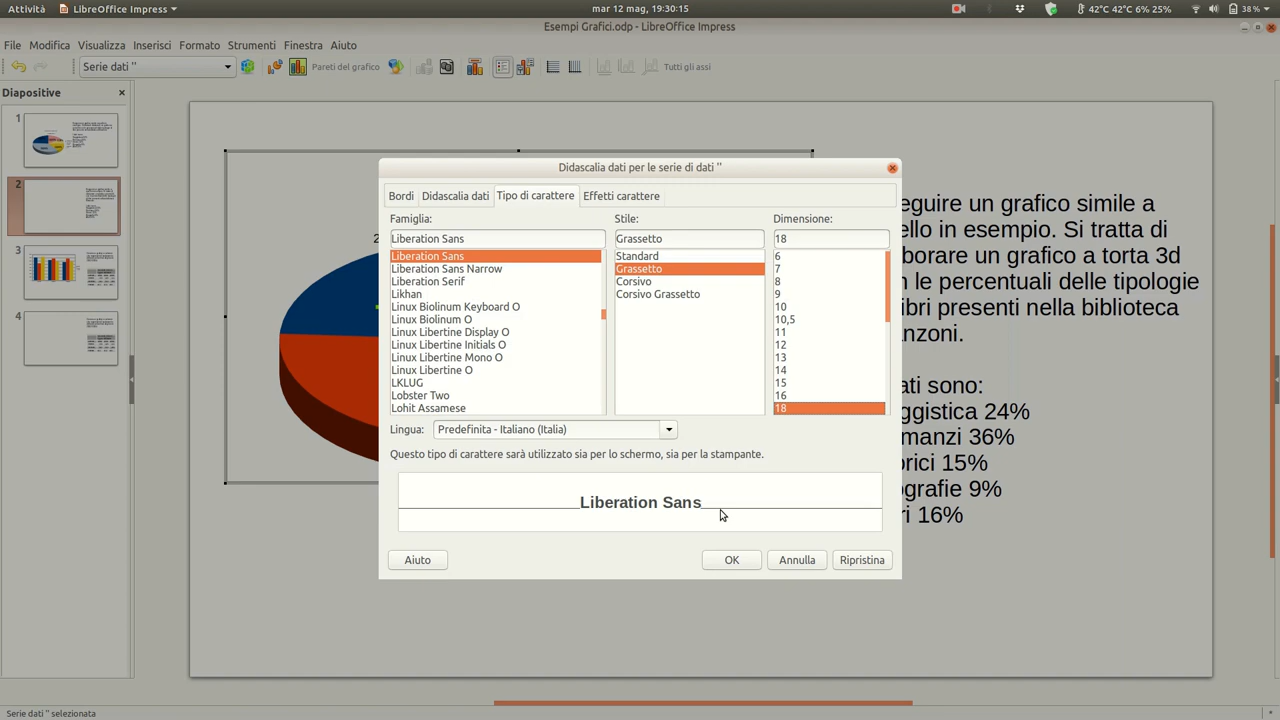 Attività
LibreOffice Impress
mar 12 mag, 19:30:15
42°C 42°C 6% 25%
38 %
Esempi Grafici.odp - LibreOffice Impress
File Modifica Visualizza Inserisci Formato Strumenti Finestra Aiuto
Serie dati ''
Pareti del grafico
Tutti gli assi
Diapositive
1
2
3
4
Didascalia dati per le serie di dati ''
Bordi Didascalia dati Tipo di carattere Effetti carattere
Famiglia: Stile: Dimensione:
Liberation Sans Grassetto 18
Liberation Sans Standard 6
Liberation Sans Narrow Grassetto 7
Liberation Serif Corsivo 8
Likhan Corsivo Grassetto 9
Linux Biolinum Keyboard O 10
Linux Biolinum O 10,5
Linux Libertine Display O 11
Linux Libertine Initials O 12
Linux Libertine Mono O 13
Linux Libertine O 14
LKLUG 15
Lobster Two 16
Lohit Assamese 18
Lingua: Predefinita - Italiano (Italia)
Questo tipo di carattere sarà utilizzato sia per lo schermo, sia per la stampante.
Liberation Sans
Aiuto OK Annulla Ripristina
2
eguire un grafico simile a
ello in esempio. Si tratta di
borare un grafico a torta 3d
n le percentuali delle tipologie
ibri presenti nella biblioteca
anzoni.
ati sono:
ggistica 24%
manzi 36%
orici 15%
ografie 9%
ri 16%
Serie dati '' selezionata